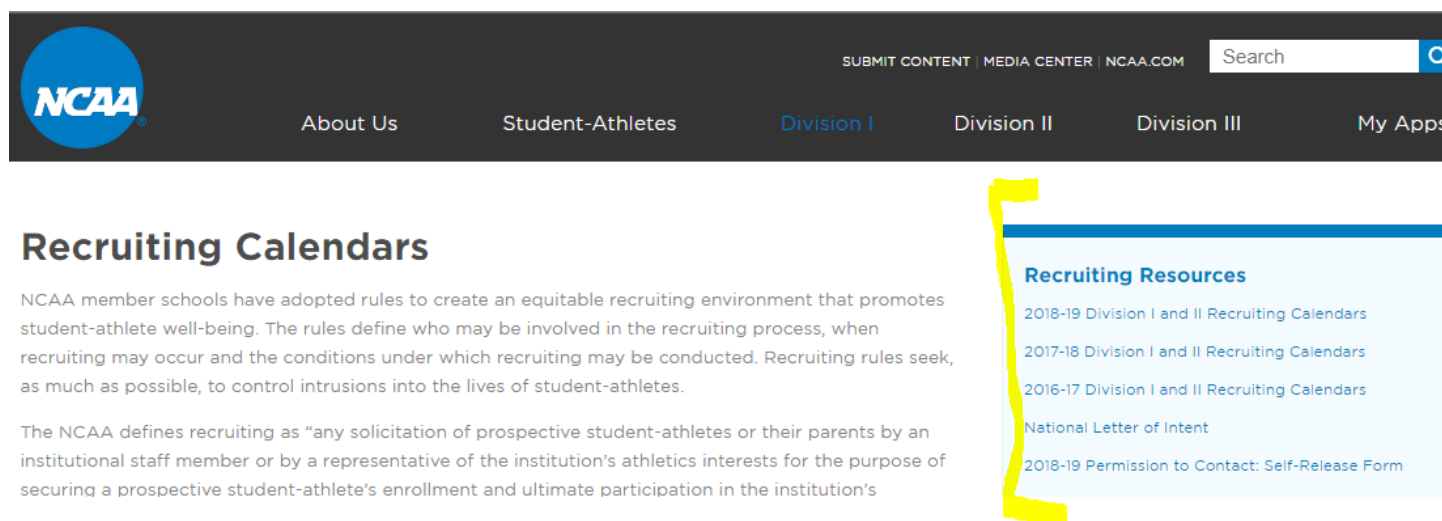 SUBMIT CONTENT | MEDIA CENTER | NCAA.COM
Search
NCAA®
About Us
Student-Athletes
Division I
Division II
Division III
My Apps
Recruiting Calendars
NCAA member schools have adopted rules to create an equitable recruiting environment that promotes
student-athlete well-being. The rules define who may be involved in the recruiting process, when
recruiting may occur and the conditions under which recruiting may be conducted. Recruiting rules seek,
as much as possible, to control intrusions into the lives of student-athletes.
The NCAA defines recruiting as “any solicitation of prospective student-athletes or their parents by an
institutional staff member or by a representative of the institution’s athletics interests for the purpose of
securing a prospective student-athlete’s enrollment and ultimate participation in the institution’s
Recruiting Resources
2018-19 Division I and II Recruiting Calendars
2017-18 Division I and II Recruiting Calendars
2016-17 Division I and II Recruiting Calendars
National Letter of Intent
2018-19 Permission to Contact: Self-Release Form